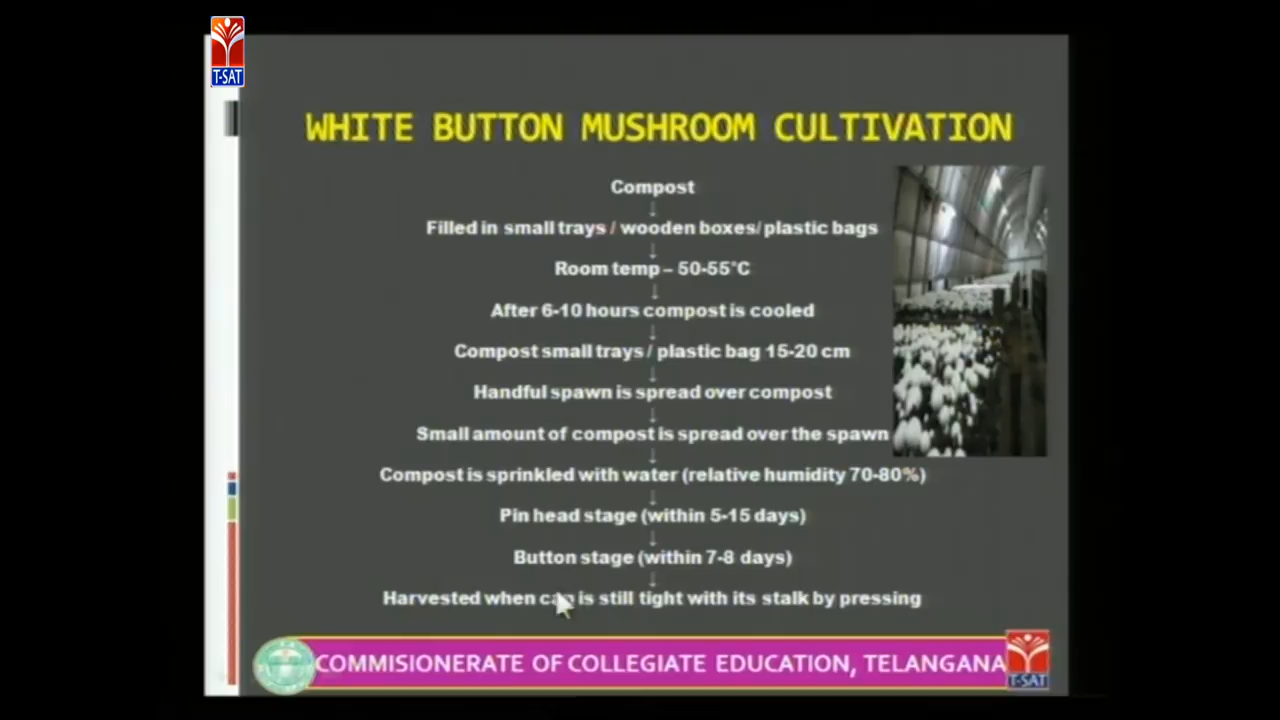 T-SAT
WHITE BUTTON MUSHROOM CULTIVATION
Compost
↓
Filled in small trays / wooden boxes/ plastic bags
↓
Room temp – 50-55°C
↓
After 6-10 hours compost is cooled
↓
Compost small trays / plastic bag 15-20 cm
↓
Handful spawn is spread over compost
↓
Small amount of compost is spread over the spawn
↓
Compost is sprinkled with water (relative humidity 70-80%)
↓
Pin head stage (within 5-15 days)
↓
Button stage (within 7-8 days)
↓
Harvested when cap is still tight with its stalk by pressing
COMMISIONERATE OF COLLEGIATE EDUCATION, TELANGANA
T-SAT